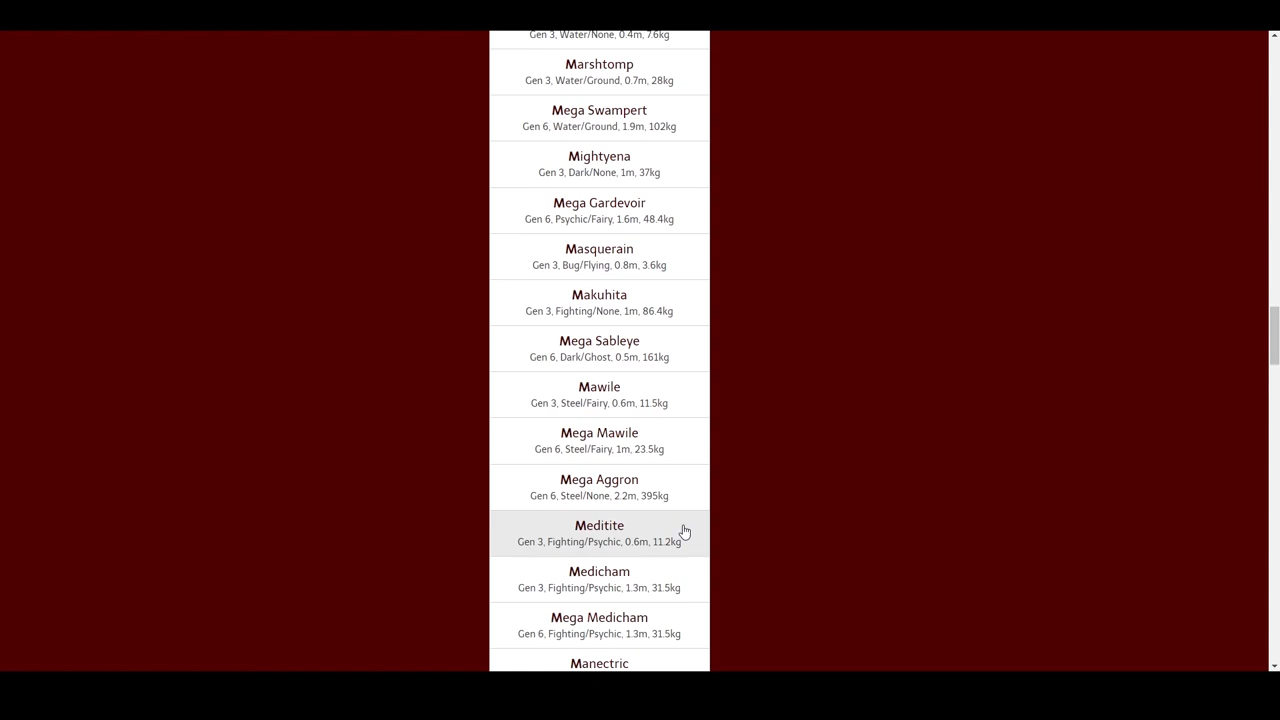 Gen 3, Water/None, 0.4m, 7.6kg
Marshtomp
Gen 3, Water/Ground, 0.7m, 28kg
Mega Swampert
Gen 6, Water/Ground, 1.9m, 102kg
Mightyena
Gen 3, Dark/None, 1m, 37kg
Mega Gardevoir
Gen 6, Psychic/Fairy, 1.6m, 48.4kg
Masquerain
Gen 3, Bug/Flying, 0.8m, 3.6kg
Makuhita
Gen 3, Fighting/None, 1m, 86.4kg
Mega Sableye
Gen 6, Dark/Ghost, 0.5m, 161kg
Mawile
Gen 3, Steel/Fairy, 0.6m, 11.5kg
Mega Mawile
Gen 6, Steel/Fairy, 1m, 23.5kg
Mega Aggron
Gen 6, Steel/None, 2.2m, 395kg
Meditite
Gen 3, Fighting/Psychic, 0.6m, 11.2kg
Medicham
Gen 3, Fighting/Psychic, 1.3m, 31.5kg
Mega Medicham
Gen 6, Fighting/Psychic, 1.3m, 31.5kg
Manectric